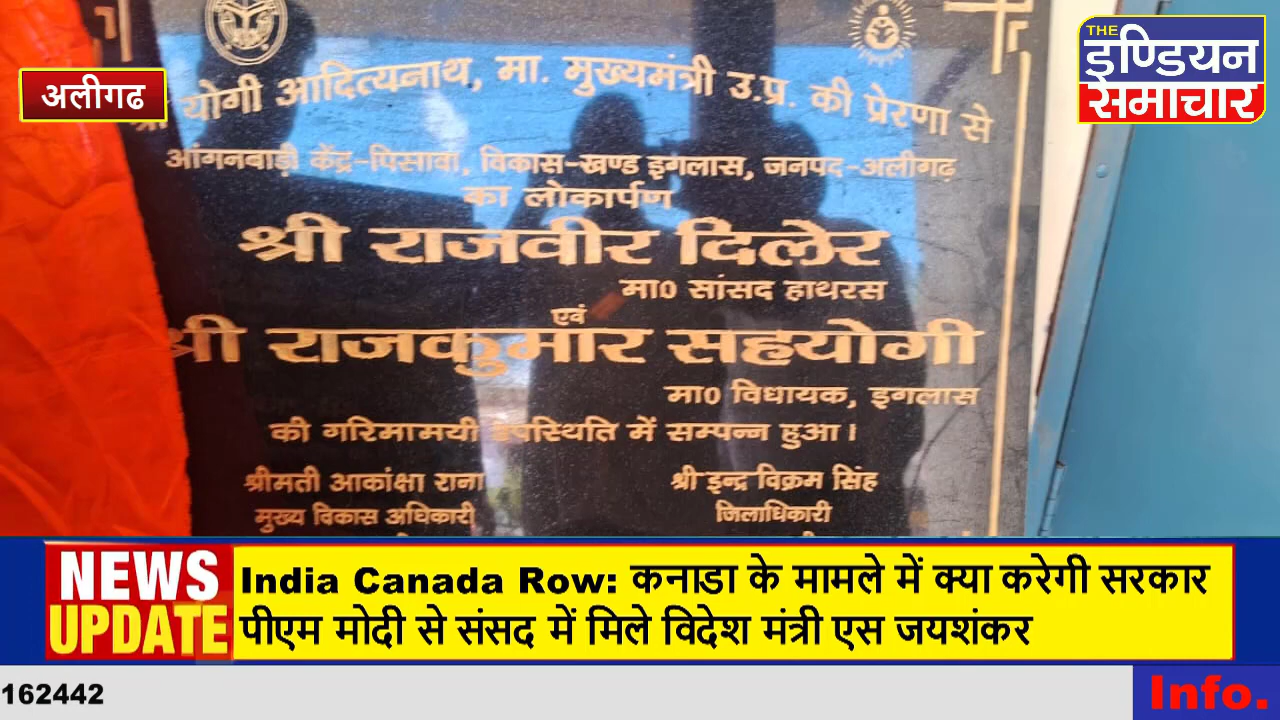 THE
इण्डियन
समाचार
अलीगढ
श्री योगी आदित्यनाथ, मा. मुख्यमंत्री उ.प्र. की प्रेरणा से
आंगनबाड़ी केंद्र-पिसावा, विकास-खण्ड इगलास, जनपद-अलीगढ़
का लोकार्पण
श्री राजवीर दिलेर
मा0 सांसद हाथरस
एवं
श्री राजकुमार सहयोगी
मा0 विधायक, इगलास
की गरिमामयी उपस्थिति में सम्पन्न हुआ।
श्रीमती आकांक्षा राना श्री इन्द्र विक्रम सिंह
मुख्य विकास अधिकारी जिलाधिकारी
NEWS
UPDATE
India Canada Row: कनाडा के मामले में क्या करेगी सरकार
पीएम मोदी से संसद में मिले विदेश मंत्री एस जयशंकर
162442
Info.